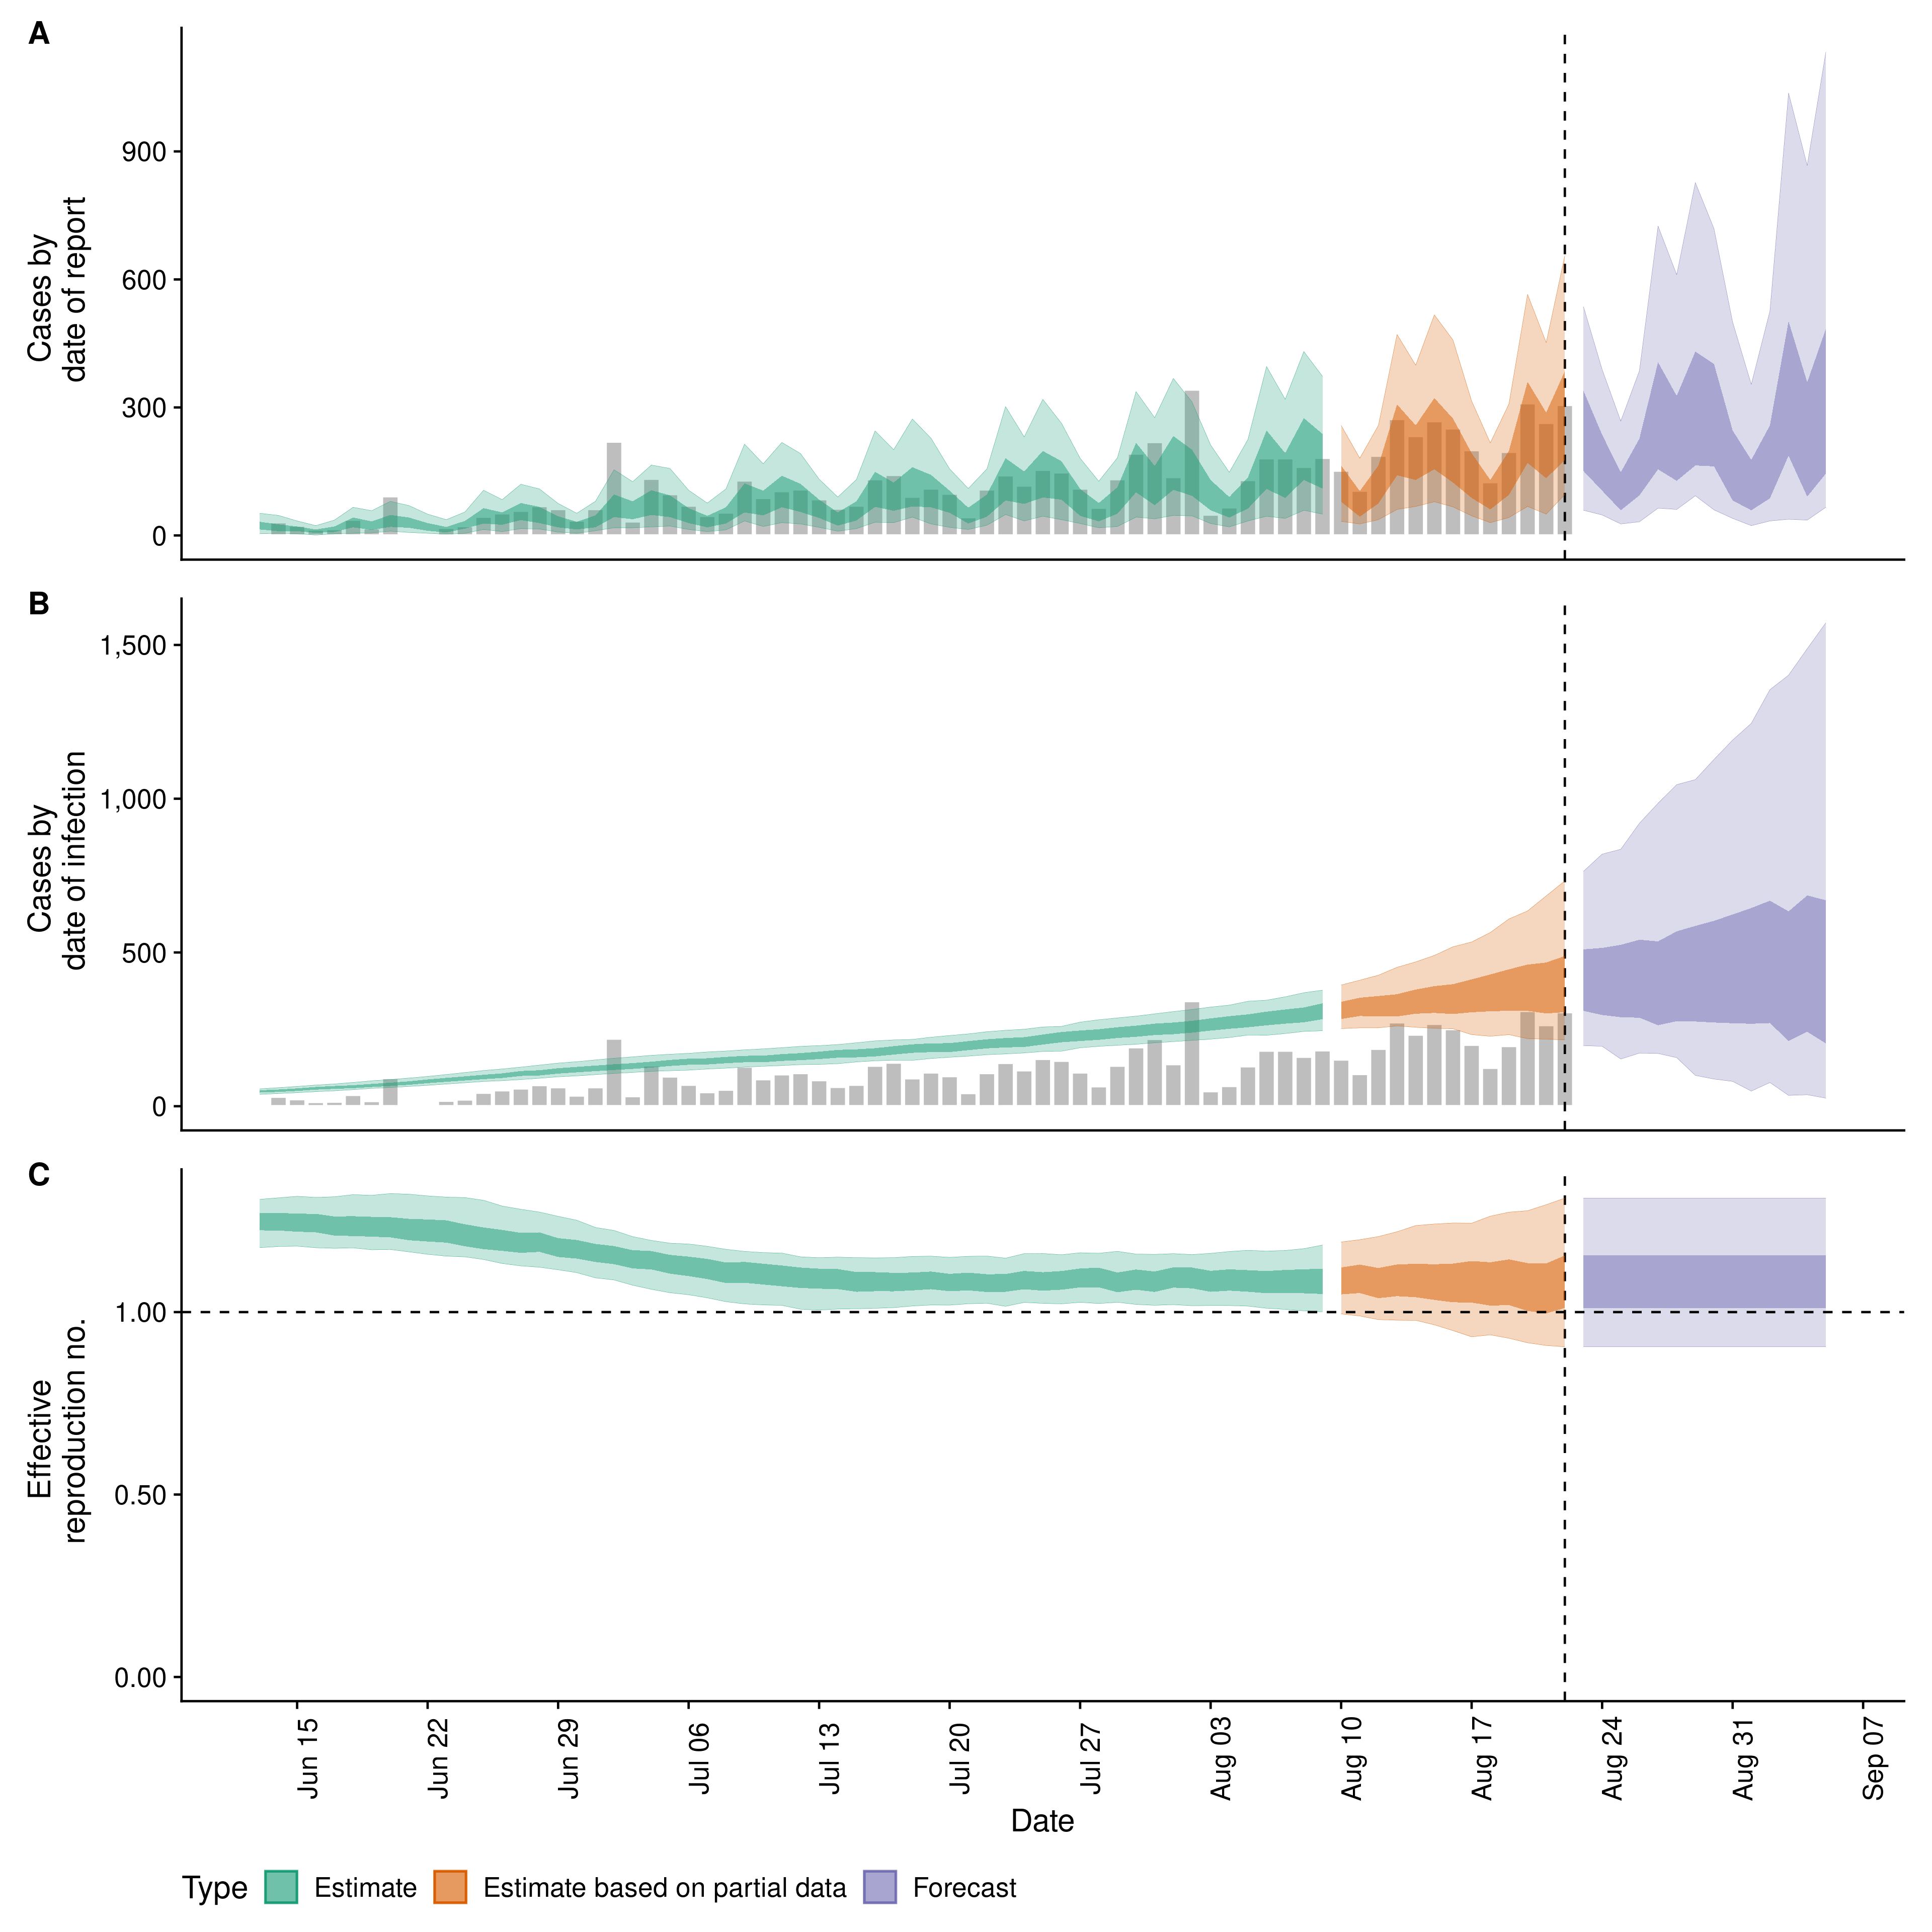 A
Cases by
date of report
900
600
300
0
B
Cases by
date of infection
1,500
1,000
500
0
C
Effective
reproduction no.
1.00
0.50
0.00
Jun 15
Jun 22
Jun 29
Jul 06
Jul 13
Jul 20
Jul 27
Aug 03
Aug 10
Aug 17
Aug 24
Aug 31
Sep 07
Date
Type Estimate Estimate based on partial data Forecast